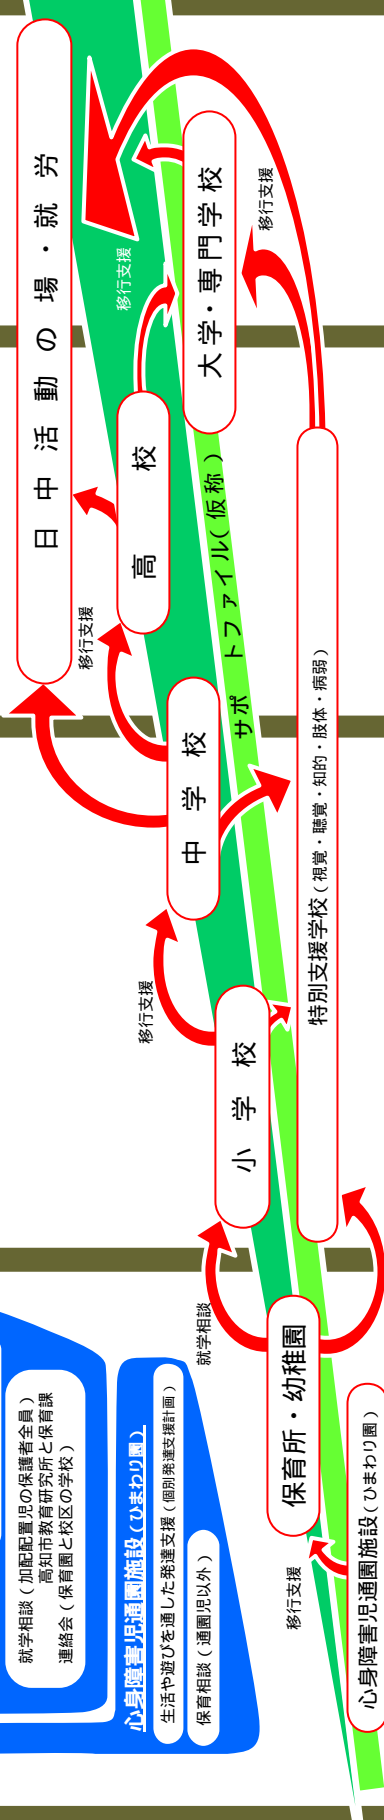 日中活動の場・就労
移行支援
移行支援
大学・専門学校
移行支援
高　校
サポ　トファイル(仮称)
中学校
特別支援学校(視覚・聴覚・知的・肢体・病弱)
移行支援
小学校
就学相談
保育所・幼稚園
移行支援
心身障害児通園施設(ひまわり園)
就学相談(加配配置児の保護者全員)
高知市教育研究所と保育課
連絡会(保育園と校区の学校)
心身障害児通園施設(ひまわり園)
生活や遊びを通した発達支援(個別発達支援計画)
保育相談(通園児以外)